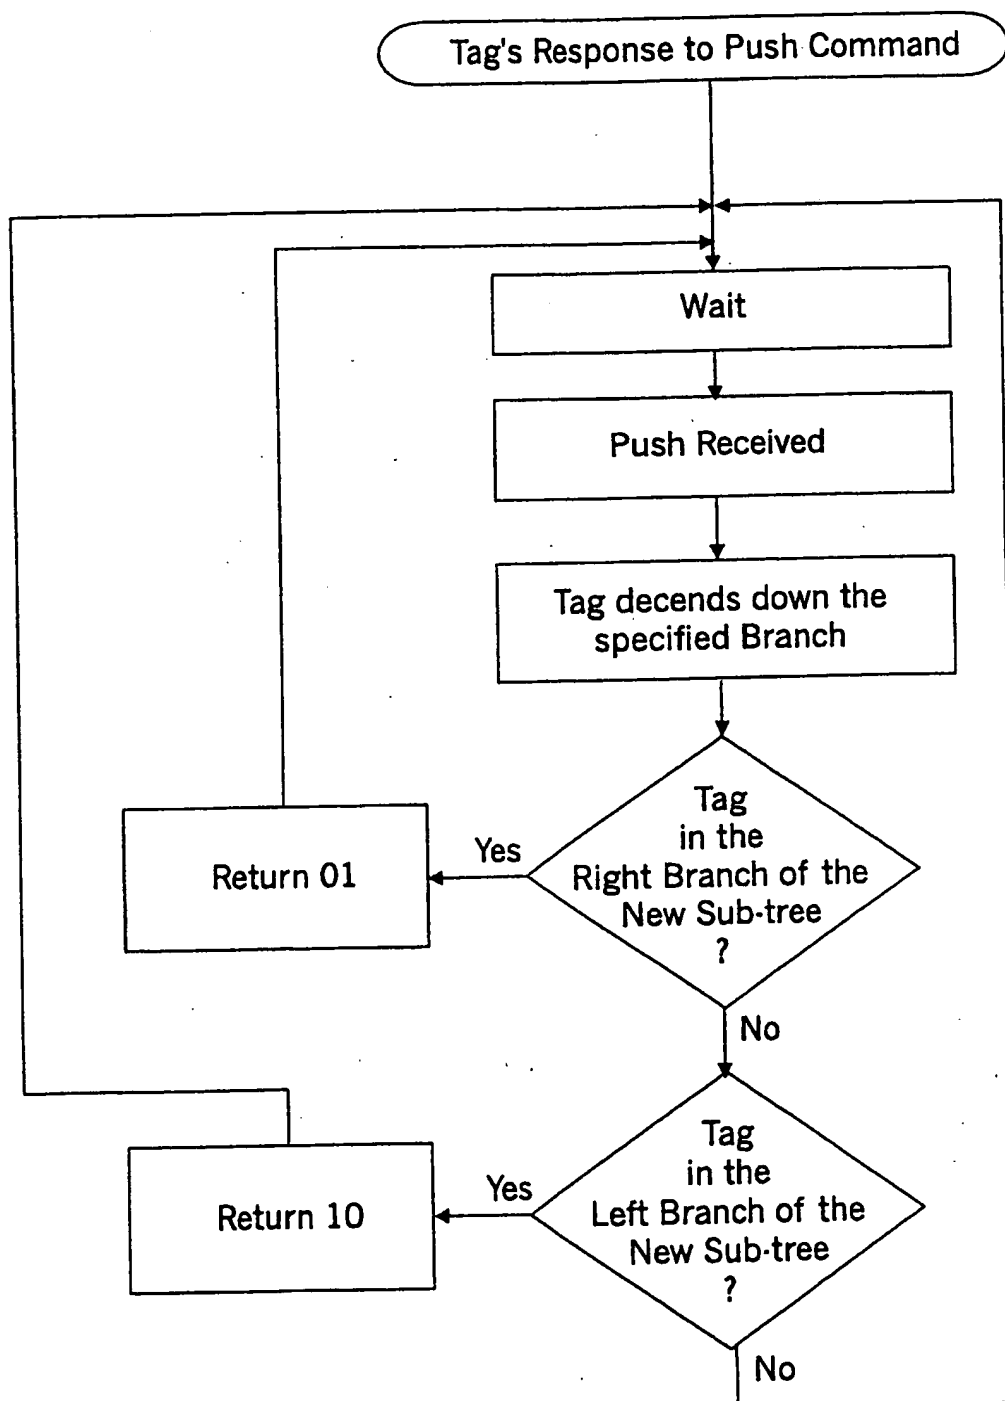 Tag's Response to Push Command
Wait
Push Received
Tag decends down the
specified Branch
Tag
in the
Right Branch of the
New Sub-tree
?
Yes
Return 01
No
Tag
in the
Left Branch of the
New Sub-tree
?
Yes
Return 10
No